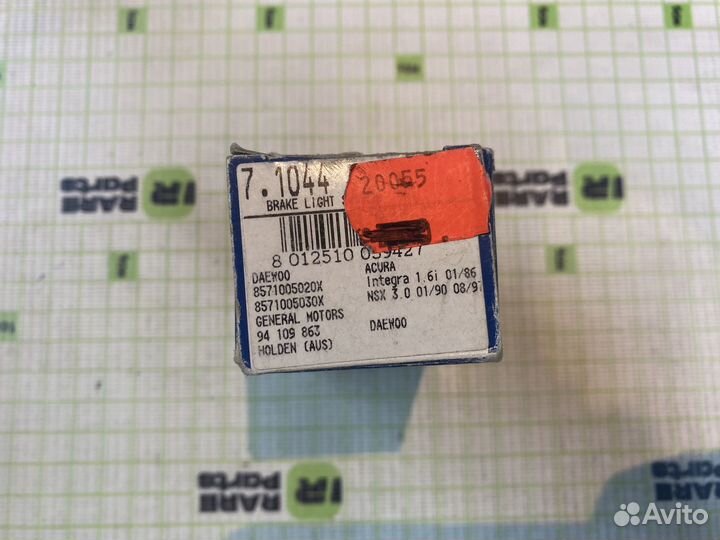 7.1044
20055
BRAKE LIGHT
8 012510 059427
DAEWOO
8571005020X
8571005030X
GENERAL MOTORS
94 109 863
HOLDEN (AUS)
ACURA
Integra 1.6i 01/86
NSX 3.0 01/90 08/97
DAEWOO
RARE
Parts
RARE
Parts
RARE
Parts
RARE
Parts
Avito